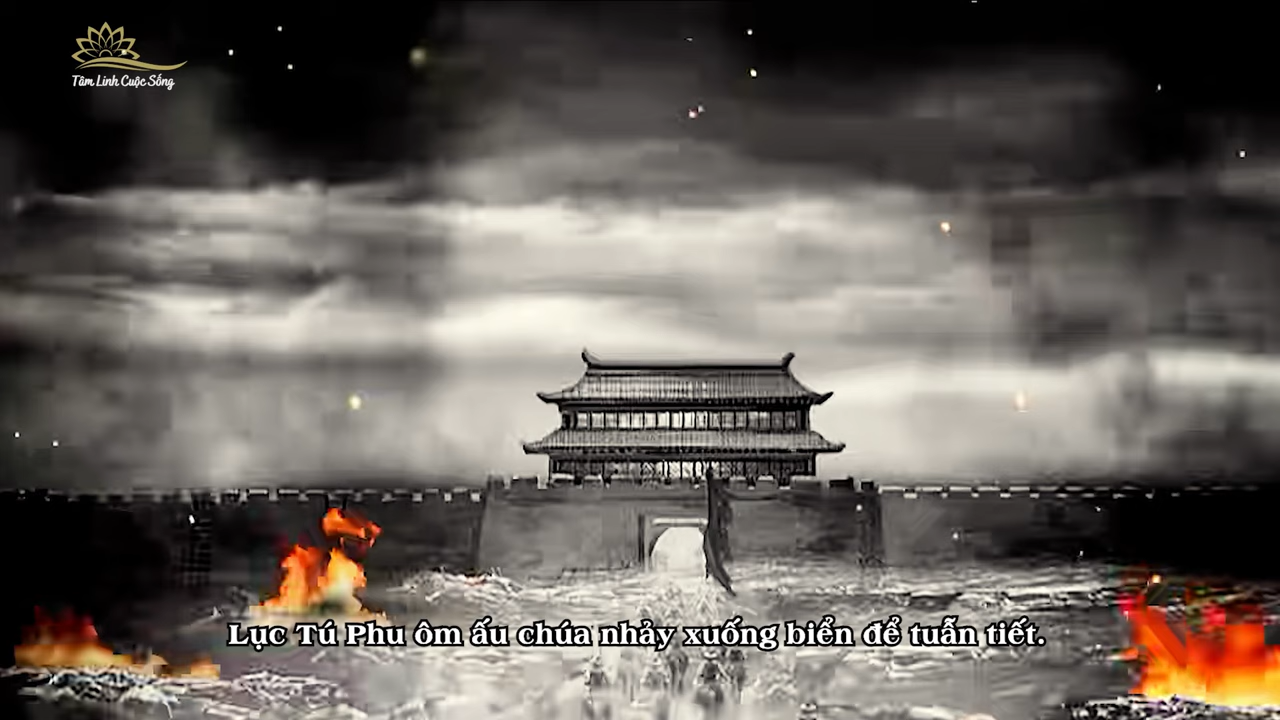 Tâm Linh Cuộc Sống
Lục Tú Phu ôm ấu chúa nhảy xuống biển để tuẫn tiết.